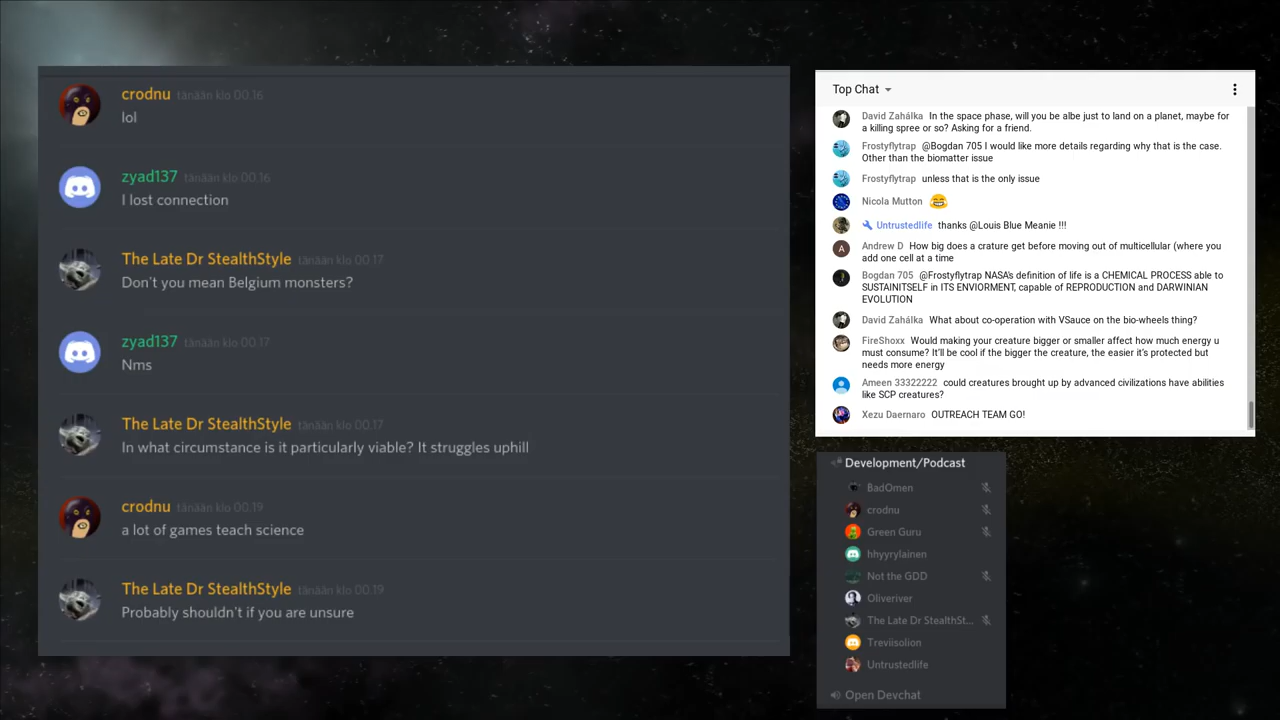 crodnu tänään klo 00.16
lol
zyad137 tänään klo 00.16
I lost connection
The Late Dr StealthStyle tänään klo 00.17
Don't you mean Belgium monsters?
zyad137 tänään klo 00.17
Nms
The Late Dr StealthStyle tänään klo 00.17
In what circumstance is it particularly viable? It struggles uphill
crodnu tänään klo 00.19
a lot of games teach science
The Late Dr StealthStyle tänään klo 00.19
Probably shouldn't if you are unsure
Top Chat
David Zahálka In the space phase, will you be albe just to land on a planet, maybe for
a killing spree or so? Asking for a friend.
Frostyflytrap @Bogdan 705 I would like more details regarding why that is the case.
Other than the biomatter issue
Frostyflytrap unless that is the only issue
Nicola Mutton 😂
Untrustedlife thanks @Louis Blue Meanie !!!
A Andrew D How big does a crature get before moving out of multicellular (where you
add one cell at a time
Bogdan 705 @Frostyflytrap NASA's definition of life is a CHEMICAL PROCESS able to
SUSTAINITSELF in ITS ENVIORMENT, capable of REPRODUCTION and DARWINIAN
EVOLUTION
David Zahálka What about co-operation with VSauce on the bio-wheels thing?
FireShoxx Would making your creature bigger or smaller affect how much energy u
must consume? It'll be cool if the bigger the creature, the easier it's protected but
needs more energy
Ameen 33322222 could creatures brought up by advanced civilizations have abilities
like SCP creatures?
Xezu Daernaro OUTREACH TEAM GO!
Development/Podcast
BadOmen
crodnu
Green Guru
hhyyrylainen
Not the GDD
Oliveriver
The Late Dr StealthSt...
Treviisolion
Untrustedlife
Open Devchat